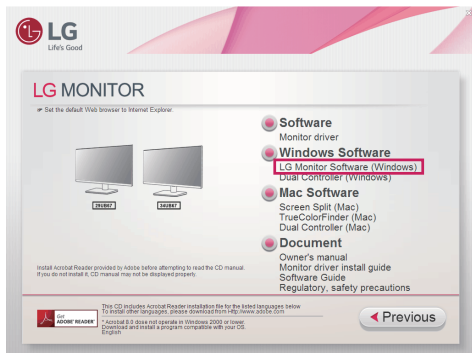 LG
Life's Good
LG MONITOR
☞ Set the default Web browser to Internet Explorer.
29UB67
34UB67
Software
Monitor driver
Windows Software
LG Monitor Software (Windows)
Dual Controller (Windows)
Mac Software
Screen Split (Mac)
TrueColorFinder (Mac)
Dual Controller (Mac)
Document
Owner's manual
Monitor driver install guide
Software Guide
Regulatory, safety precautions
Install Acrobat Reader provided by Adobe before attempting to read the CD manual.
If you do not install it, CD manual may not be displayed properly.
Get
ADOBE® READER®
This CD includes Acrobat Reader installation file for the listed languages below
To install other languages, please download from Http://www.adobe.com
* Acrobat 8.0 dose not operate in Windows 2000 or lower.
Download and install a program compatible with your OS.
English
Previous